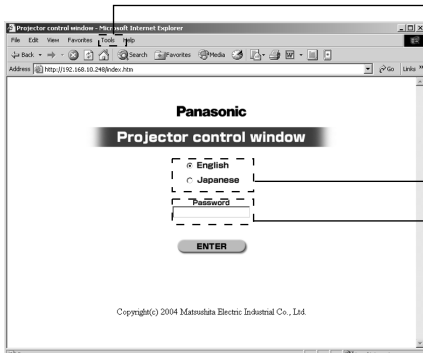 Projector control window - Microsoft Internet Explorer
File Edit View Favorites Tools Help
Back Search Favorites Media
Address http://192.168.10.248/index.htm Go Links »
Panasonic
Projector control window
English
Japanese
Password
ENTER
Copyright(c) 2004 Matsushita Electric Industrial Co., Ltd.